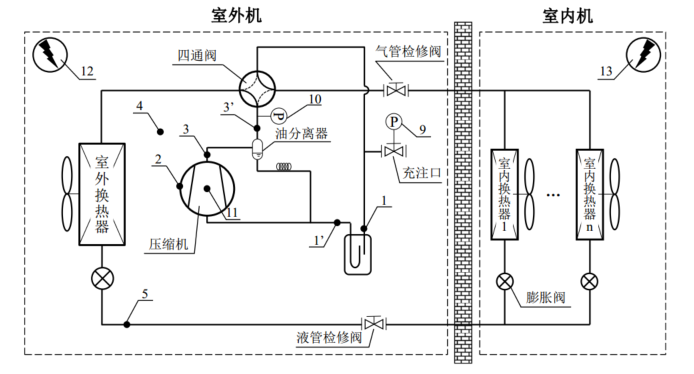 室外机
室内机
四通阀
气管检修阀
12
13
10
P
3'
4
P
9
3
油分离器
充注口
2
室外换热器
11
压缩机
1'
1
室内换热器1
...
室内换热器n
膨胀阀
5
液管检修阀